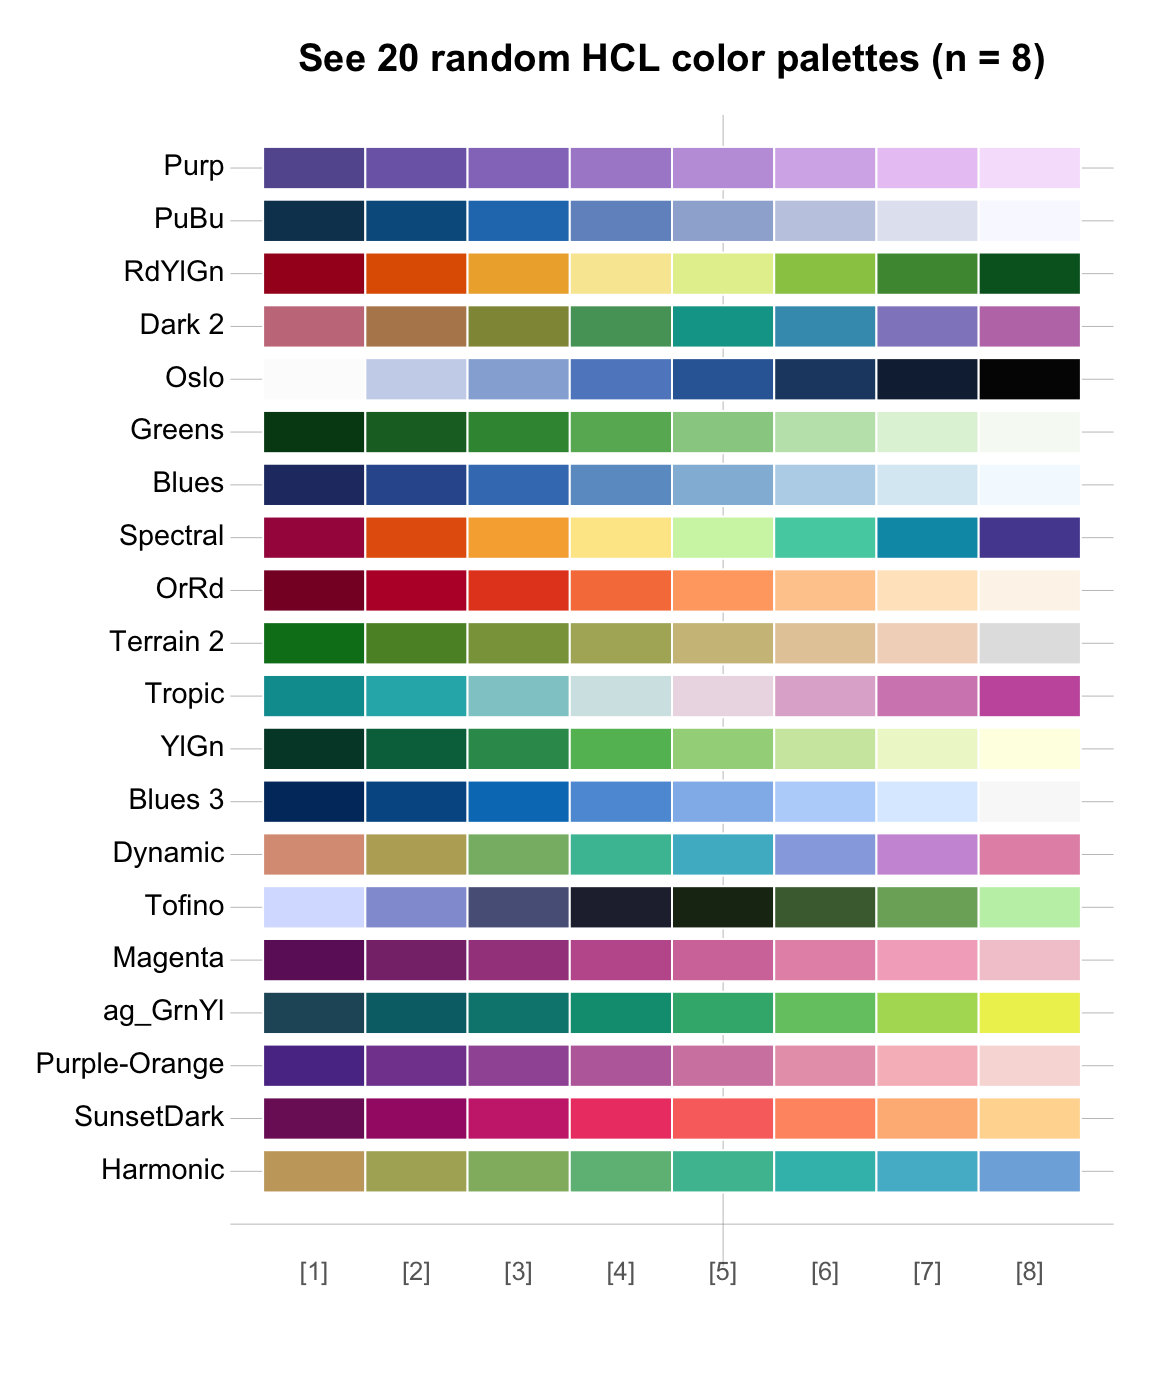 See 20 random HCL color palettes (n = 8)
Purp
PuBu
RdYlGn
Dark 2
Oslo
Greens
Blues
Spectral
OrRd
Terrain 2
Tropic
YlGn
Blues 3
Dynamic
Tofino
Magenta
ag_GrnYl
Purple-Orange
SunsetDark
Harmonic
[1] [2] [3] [4] [5] [6] [7] [8]